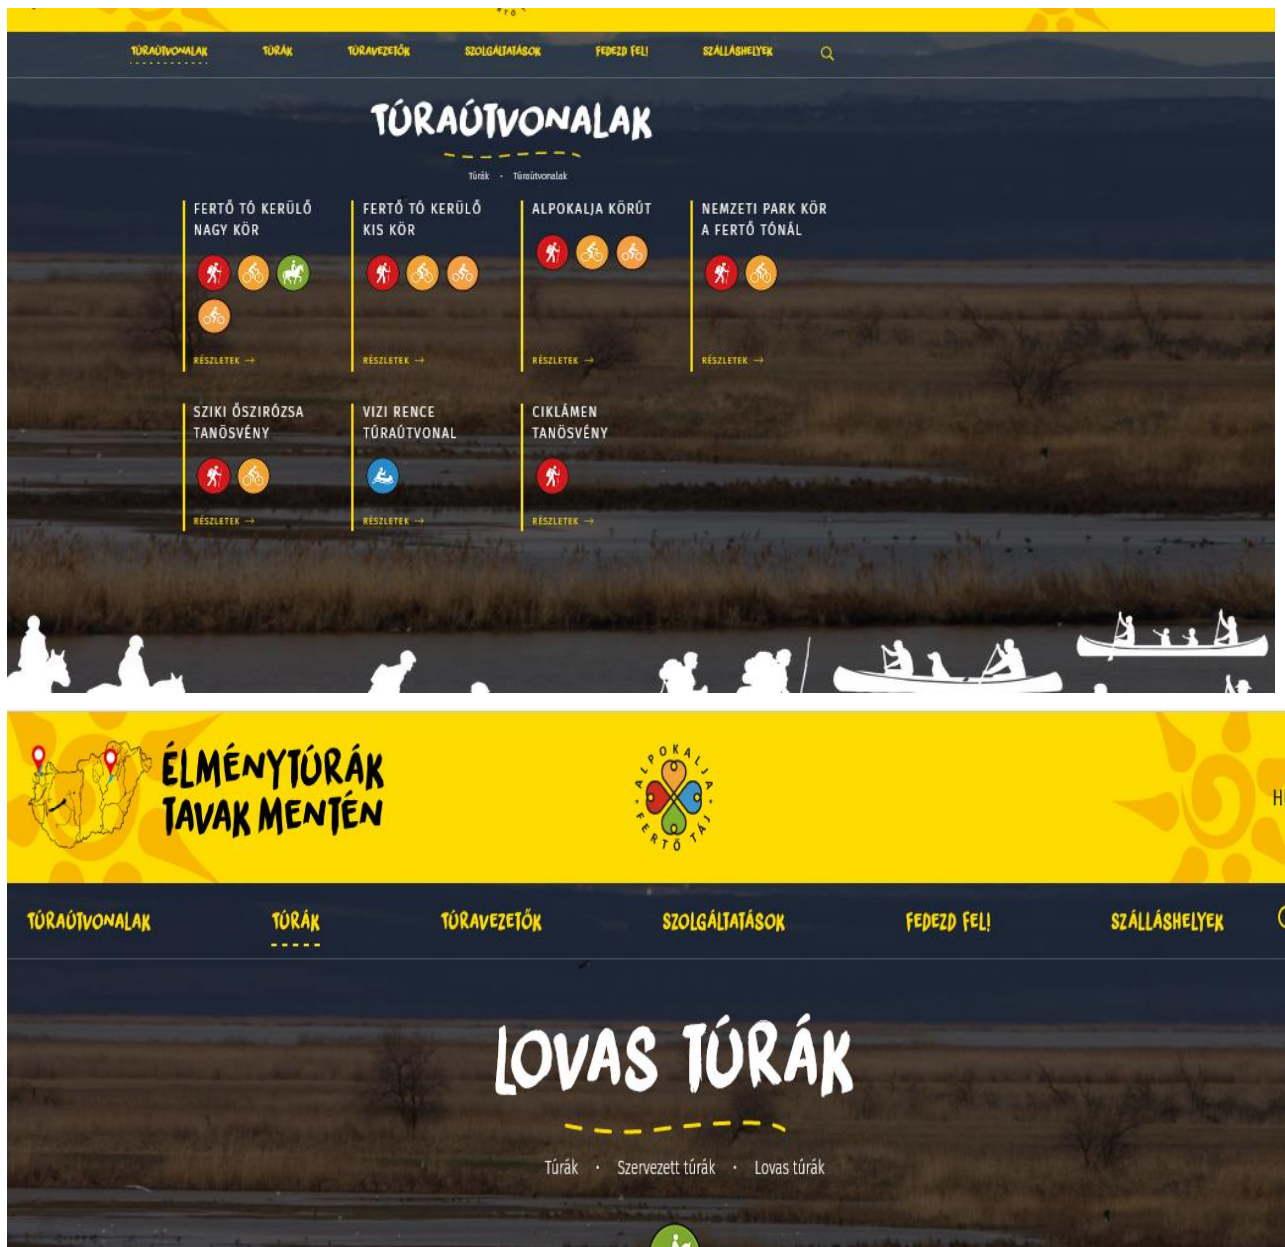 TÚRAÚTVONALAK TÚRÁK TÚRAVEZETŐK SZOLGÁLTATÁSOK FEDEZD FEL! SZÁLLÁSHELYEK
TÚRAÚTVONALAK
Túrák - Túraútvonalak
FERTŐ TÓ KERÜLŐ
NAGY KÖR
RÉSZLETEK →
FERTŐ TÓ KERÜLŐ
KIS KÖR
RÉSZLETEK →
ALPOKALJA KÖRÚT
RÉSZLETEK →
NEMZETI PARK KÖR
A FERTŐ TÓNÁL
RÉSZLETEK →
SZIKI ŐSZIRÓZSA
TANÖSVÉNY
RÉSZLETEK →
VIZI RENCE
TÚRAÚTVONAL
RÉSZLETEK →
CIKLÁMEN
TANÖSVÉNY
RÉSZLETEK →
ÉLMÉNYTÚRÁK
TAVAK MENTÉN
ALPOKALJA · FERTŐ TÁJ ·
TÚRAÚTVONALAK TÚRÁK TÚRAVEZETŐK SZOLGÁLTATÁSOK FEDEZD FEL! SZÁLLÁSHELYEK
LOVAS TÚRÁK
Túrák · Szervezett túrák · Lovas túrák